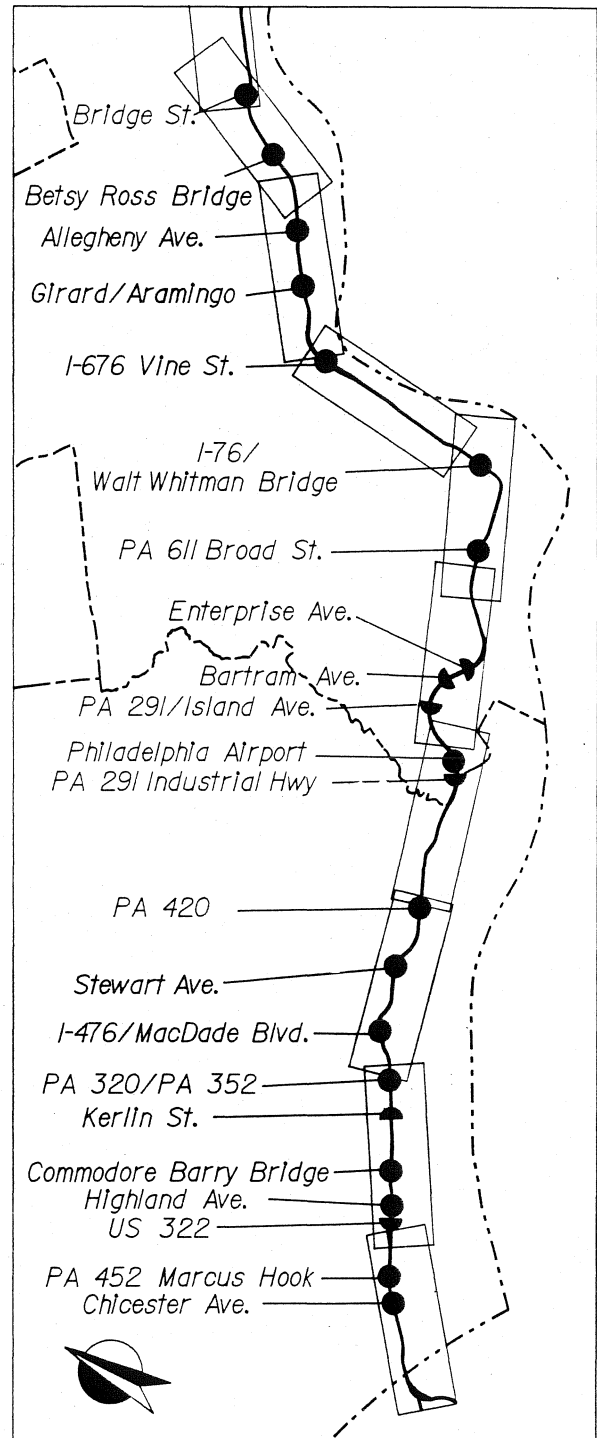 Bridge St.
Betsy Ross Bridge
Allegheny Ave.
Girard/Aramingo
I-676 Vine St.
I-76/
Walt Whitman Bridge
PA 611 Broad St.
Enterprise Ave.
Bartram Ave.
PA 291/Island Ave.
Philadelphia Airport
PA 291 Industrial Hwy
PA 420
Stewart Ave.
I-476/MacDade Blvd.
PA 320/PA 352
Kerlin St.
Commodore Barry Bridge
Highland Ave.
US 322
PA 452 Marcus Hook
Chicester Ave.